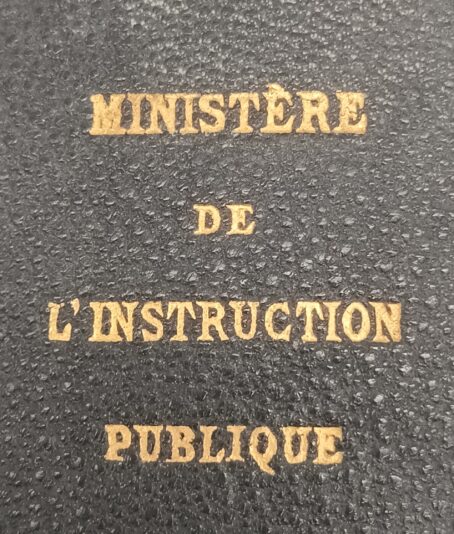 MINISTÈRE
DE
L'INSTRUCTION
PUBLIQUE